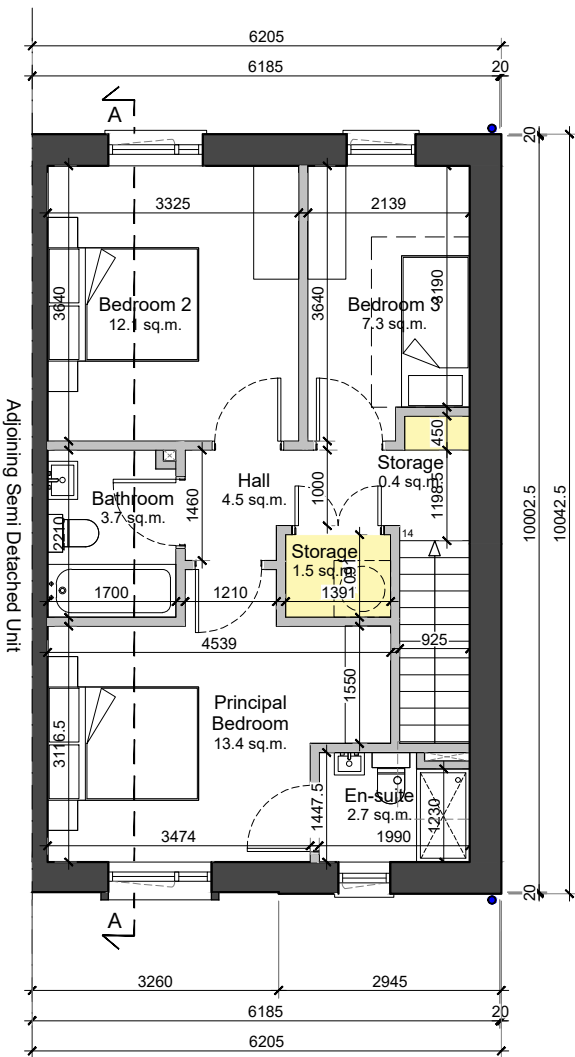 6205
6185
20
A
20
3325
2139
3640
3640
3190
Bedroom 2
12.1 sq.m.
Bedroom 3
7.3 sq.m.
450
Storage
0.4 sq.m.
Hall
4.5 sq.m.
1000
1460
Bathroom
3.7 sq.m.
2210
14
Storage
1.5 sq.m.
1700
1210
1391
925
4539
1550
Principal
Bedroom
13.4 sq.m.
3116.5
En-suite
2.7 sq.m.
1447.5
1230
3474
1990
Adjoining Semi Detached Unit
10002.5
10042.5
20
A
3260
2945
6185
20
6205